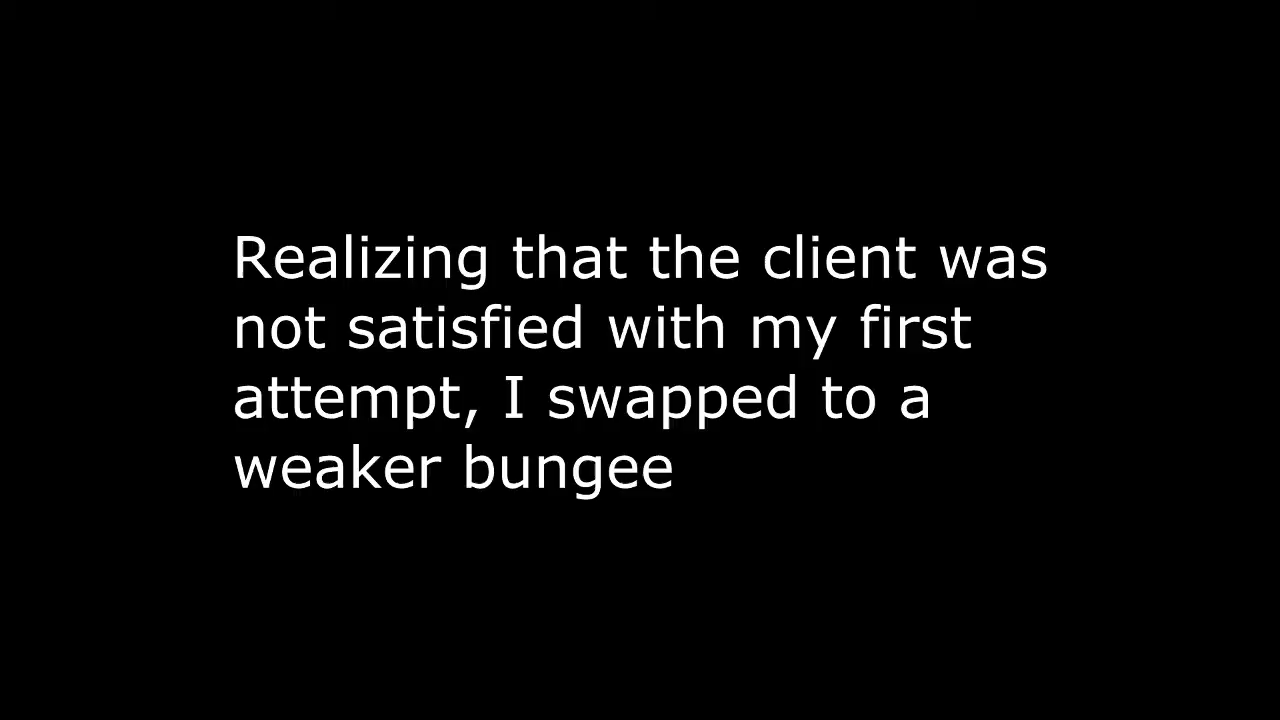 Realizing that the client was
not satisfied with my first
attempt, I swapped to a
weaker bungee